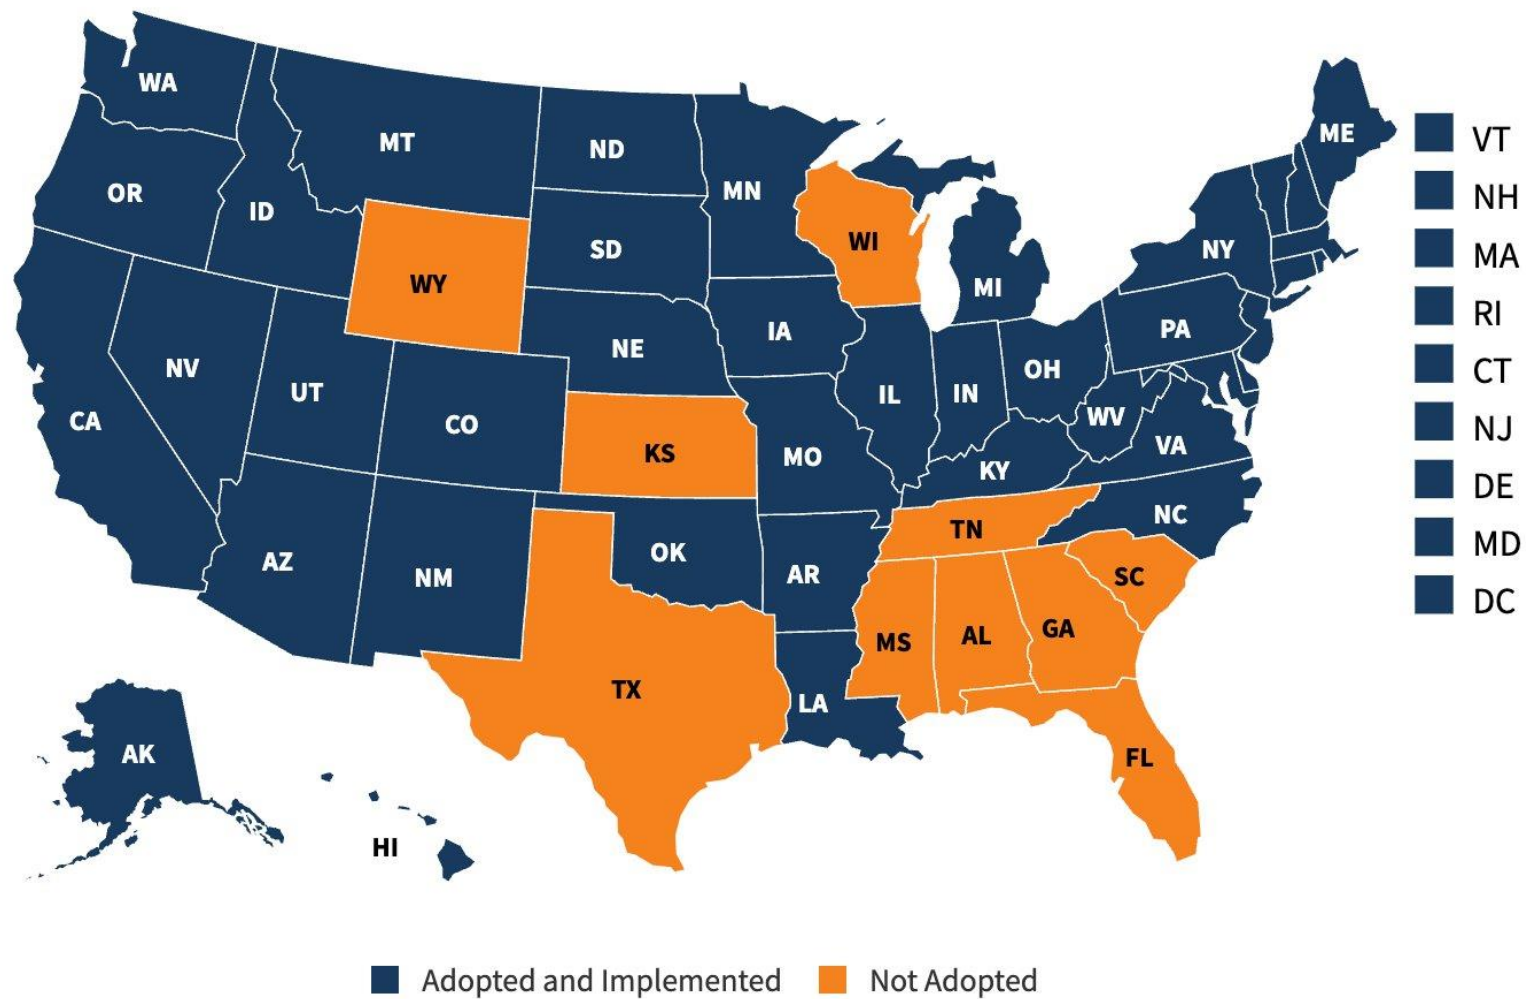 WA
ME
VT
MT
ND
OR
MN
NH
ID
WI
NY
SD
MA
WY
MI
RI
IA
PA
NE
NV
OH
CT
UT
IL
IN
CA
CO
WV
NJ
KS
MO
VA
KY
DE
NC
TN
MD
OK
AZ
AR
SC
NM
DC
GA
AL
MS
TX
LA
AK
FL
HI
Adopted and Implemented
Not Adopted